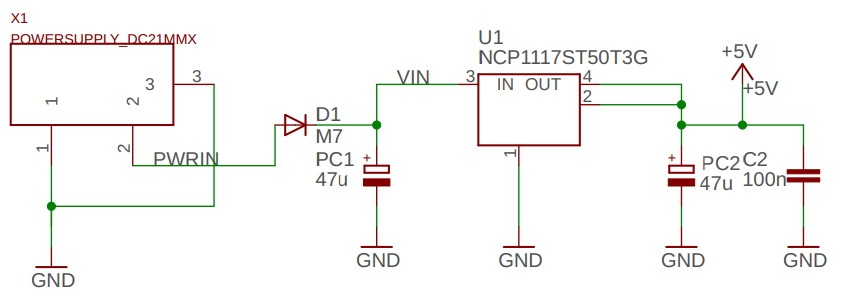 X1
POWERSUPPLY_DC21MMX
3
3
1
2
1
2
PWRIN
GND
D1
M7
VIN
PC1
+
47u
GND
U1
NCP1117ST50T3G
3
IN
OUT
4
2
1
GND
+5V
+5V
+
PC2
47u
GND
C2
100n
GND